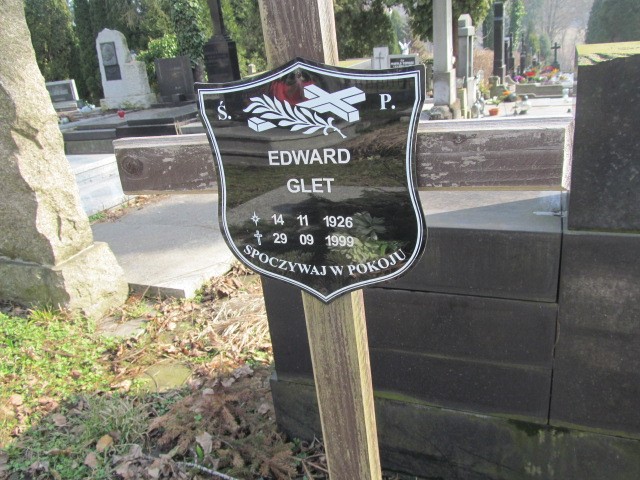 Ś. P.
EDWARD
GLET
14 11 1926
29 09 1999
SPOCZYWAJ W POKOJU